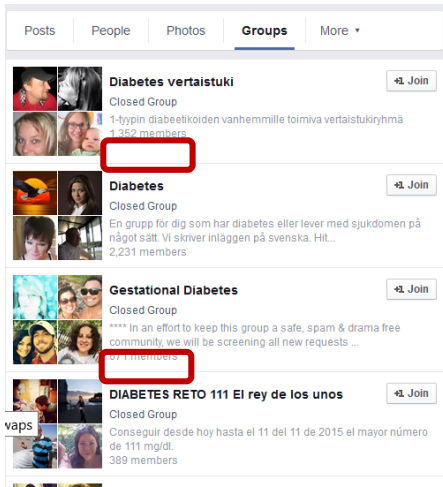 Posts People Photos Groups More
Diabetes vertaistuki
+1 Join
Closed Group
1-typpin diabeetikoiden vanhemmille toimiva vertaistukiryhmä
1,352 members
Diabetes
+1 Join
Closed Group
En grupp för dig som har diabetes eller lever med sjukdomen på
något sätt. Vi skriver inläggen på svenska. Hit...
2,231 members
Gestational Diabetes
+1 Join
Closed Group
**** In an effort to keep this group a safe, spam & drama free
community, we will be screening all new requests ...
671 members
DIABETES RETO 111 El rey de los unos
+1 Join
Closed Group
waps
Conseguir desde hoy hasta el 11 del 11 de 2015 el mayor número
de 111 mg/dl.
389 members